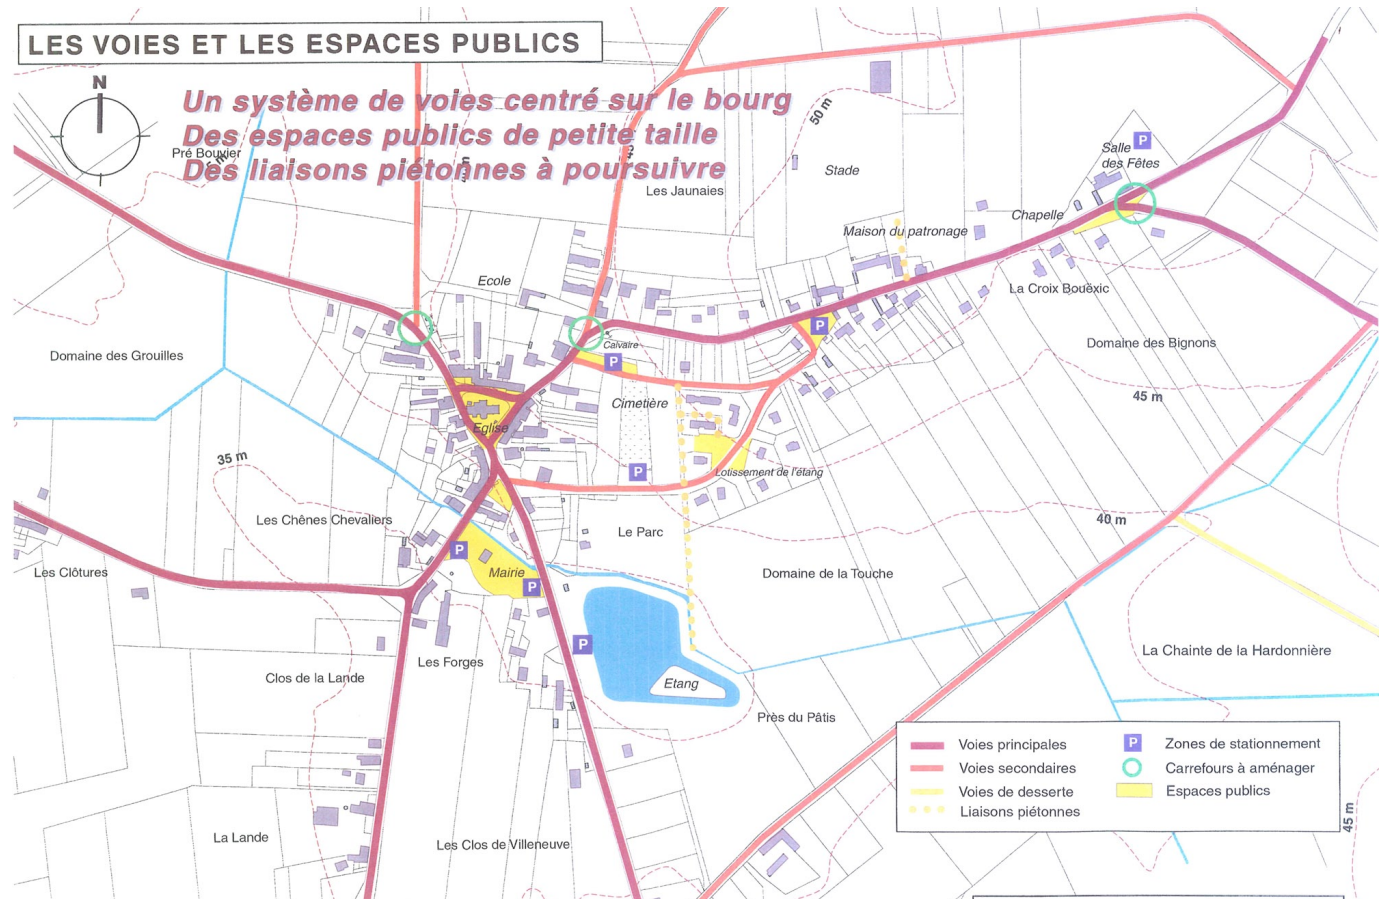 LES VOIES ET LES ESPACES PUBLICS
N
Un système de voies centré sur le bourg
Des espaces publics de petite taille
Des liaisons piétonnes à poursuivre
Pré Bouvier
50 m
P
Salle
des Fêtes
Stade
Les Jaunaies
Chapelle
Maison du patronage
Ecole
La Croix Bouëxic
P
Calvaire
Domaine des Grouilles
P
Domaine des Bignons
45 m
Cimetière
Eglise
35 m
P
Lotissement de l'étang
Les Chênes Chevaliers
40 m
Le Parc
P
Les Clôtures
Mairie
P
Domaine de la Touche
P
Les Forges
La Chainte de la Hardonnière
Clos de la Lande
Etang
Près du Pâtis
Voies principales
P Zones de stationnement
Voies secondaires
Carrefours à aménager
Voies de desserte
Espaces publics
Liaisons piétonnes
45 m
La Lande
Les Clos de Villeneuve